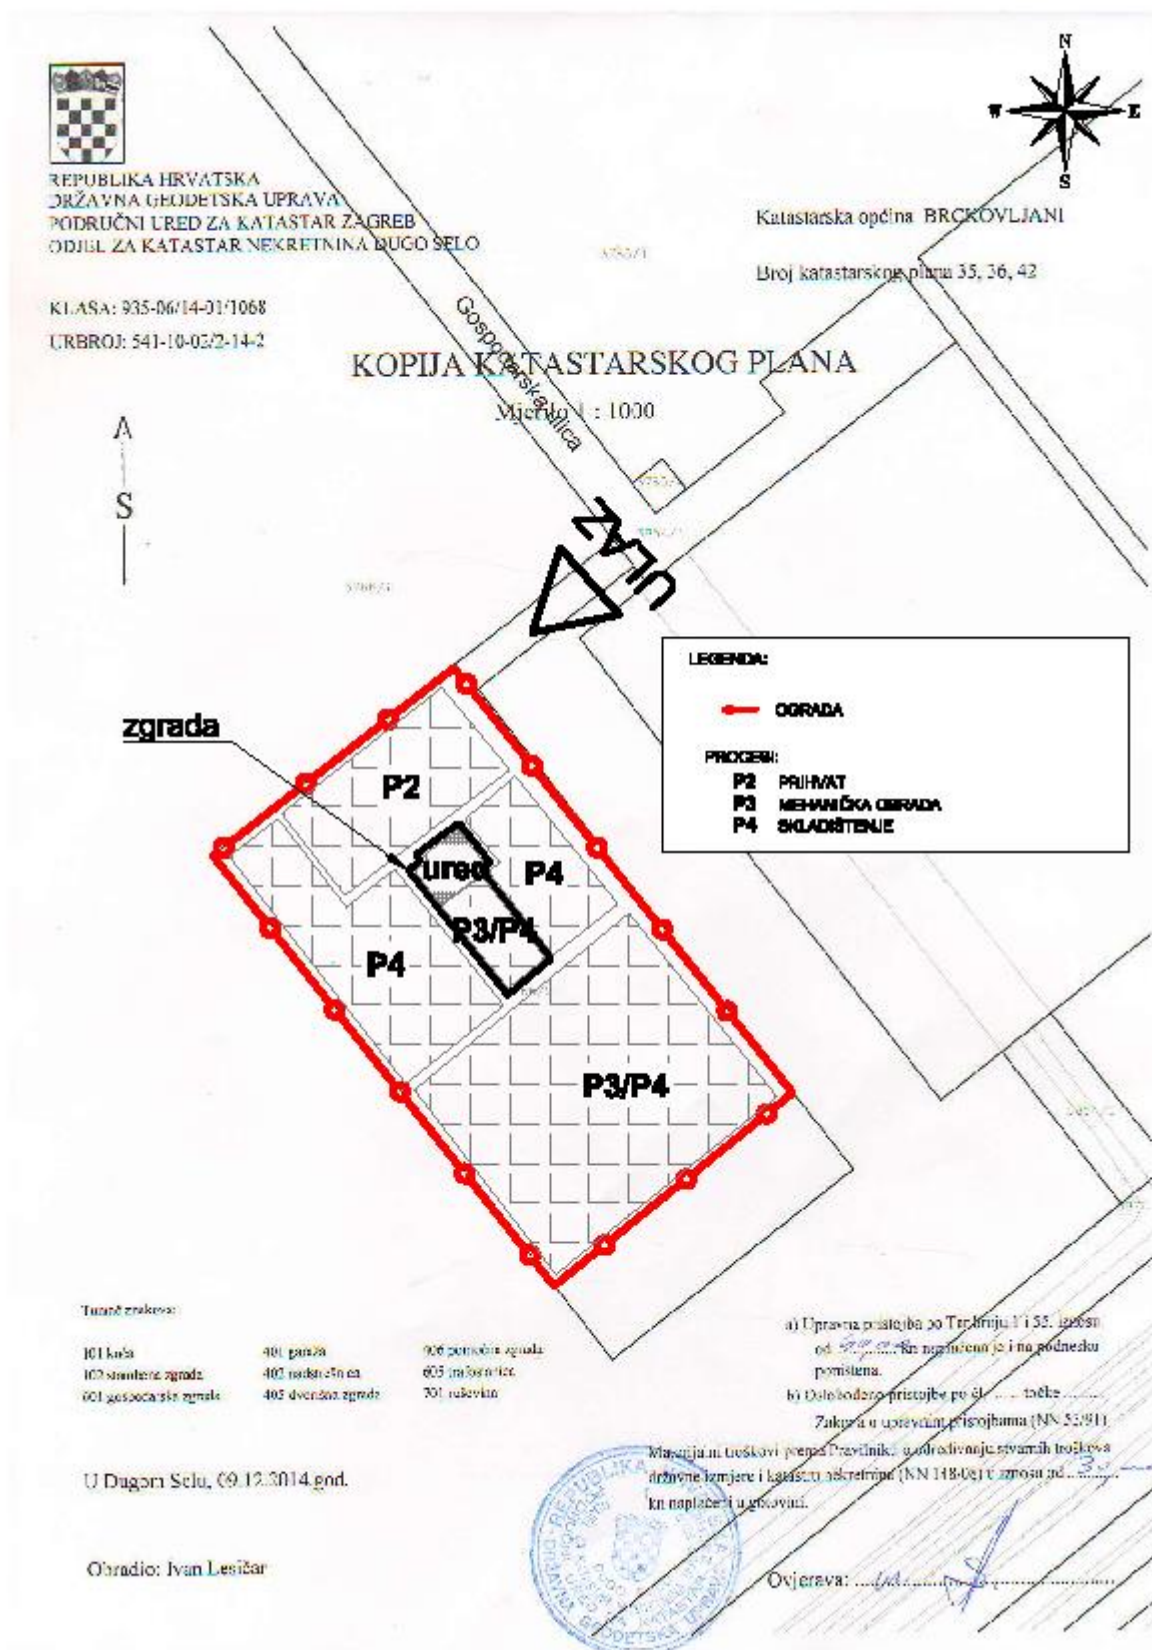 N
W E
S
REPUBLIKA HRVATSKA
DRŽAVNA GEODETSKA UPRAVA
PODRUČNI URED ZA KATASTAR ZAGREB
ODJEL ZA KATASTAR NEKRETNINA DUGO SELO
Katastarska općina BRCKOVLJANI
Broj katastarskog plana 35, 36, 42
KLASA: 935-06/14-01/1068
URBROJ: 541-10-02/2-14-2
Gospodarska ulica
KOPIJA KATASTARSKOG PLANA
Mjerilo 1 : 1000
A
S
ULAZ
LEGENDA:
OGRADA
PROCESI:
P2 PRIHVAT
P3 MEHANIČKA OBRADA
P4 SKLADIŠTENJE
zgrada
P2
ured
P4
P3/P4
P4
P3/P4
Tumač znakova:
101 kuća
401 garaža
406 pomoćna zgrada
102 stambena zgrada
402 nadstrešnica
601 gospodarska zgrada
405 dvorišna zgrada
701 ruševina
a) Upravna pristojba po Tar.broju 1 i 55. iznosu
od kn naplaćena je i na podnesku
poništena.
b) Oslobođeno pristojbe po čl. ...... točke ..........
Zakona o upravnim pristojbama (NN
Materijalni troškovi prema Pravilniku o određivanju stvarnih troškova
državne izmjere i katastra nekretnina (NN 148/08) u iznosu od
kn naplaćeni u gotovini.
U Dugom Selu, 09.12.2014.god.
Obradio: Ivan Lesičar
Ovjerava:
REPUBLIKA
DRŽAVNA GEODETSKA UPRAVA